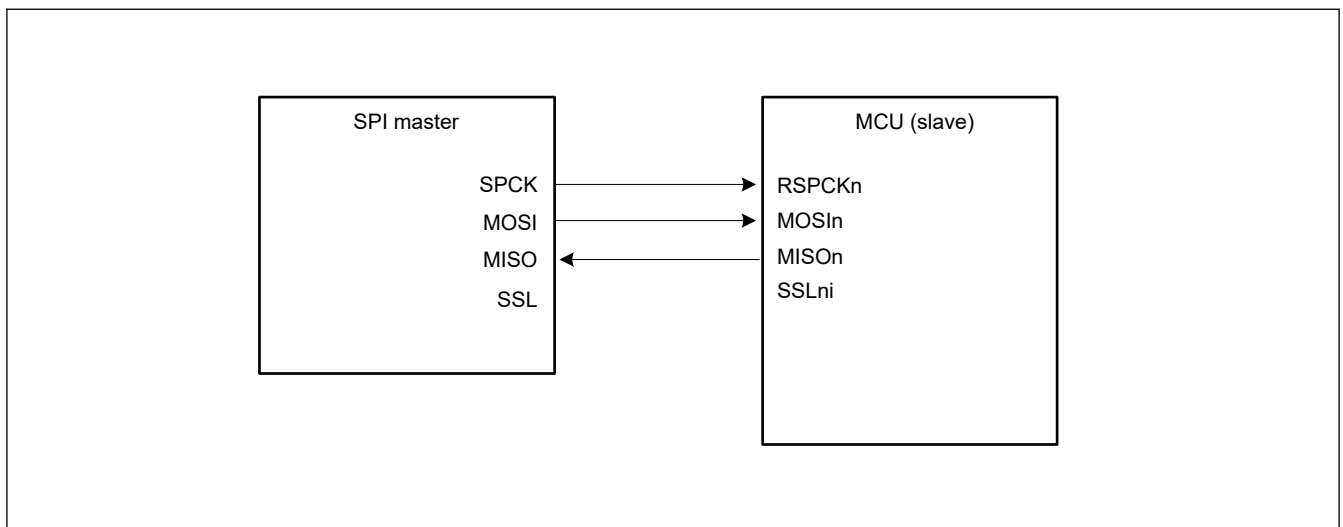 SPI master
SPCK
MOSI
MISO
SSL
MCU (slave)
RSPCKn
MOSIn
MISOn
SSLni